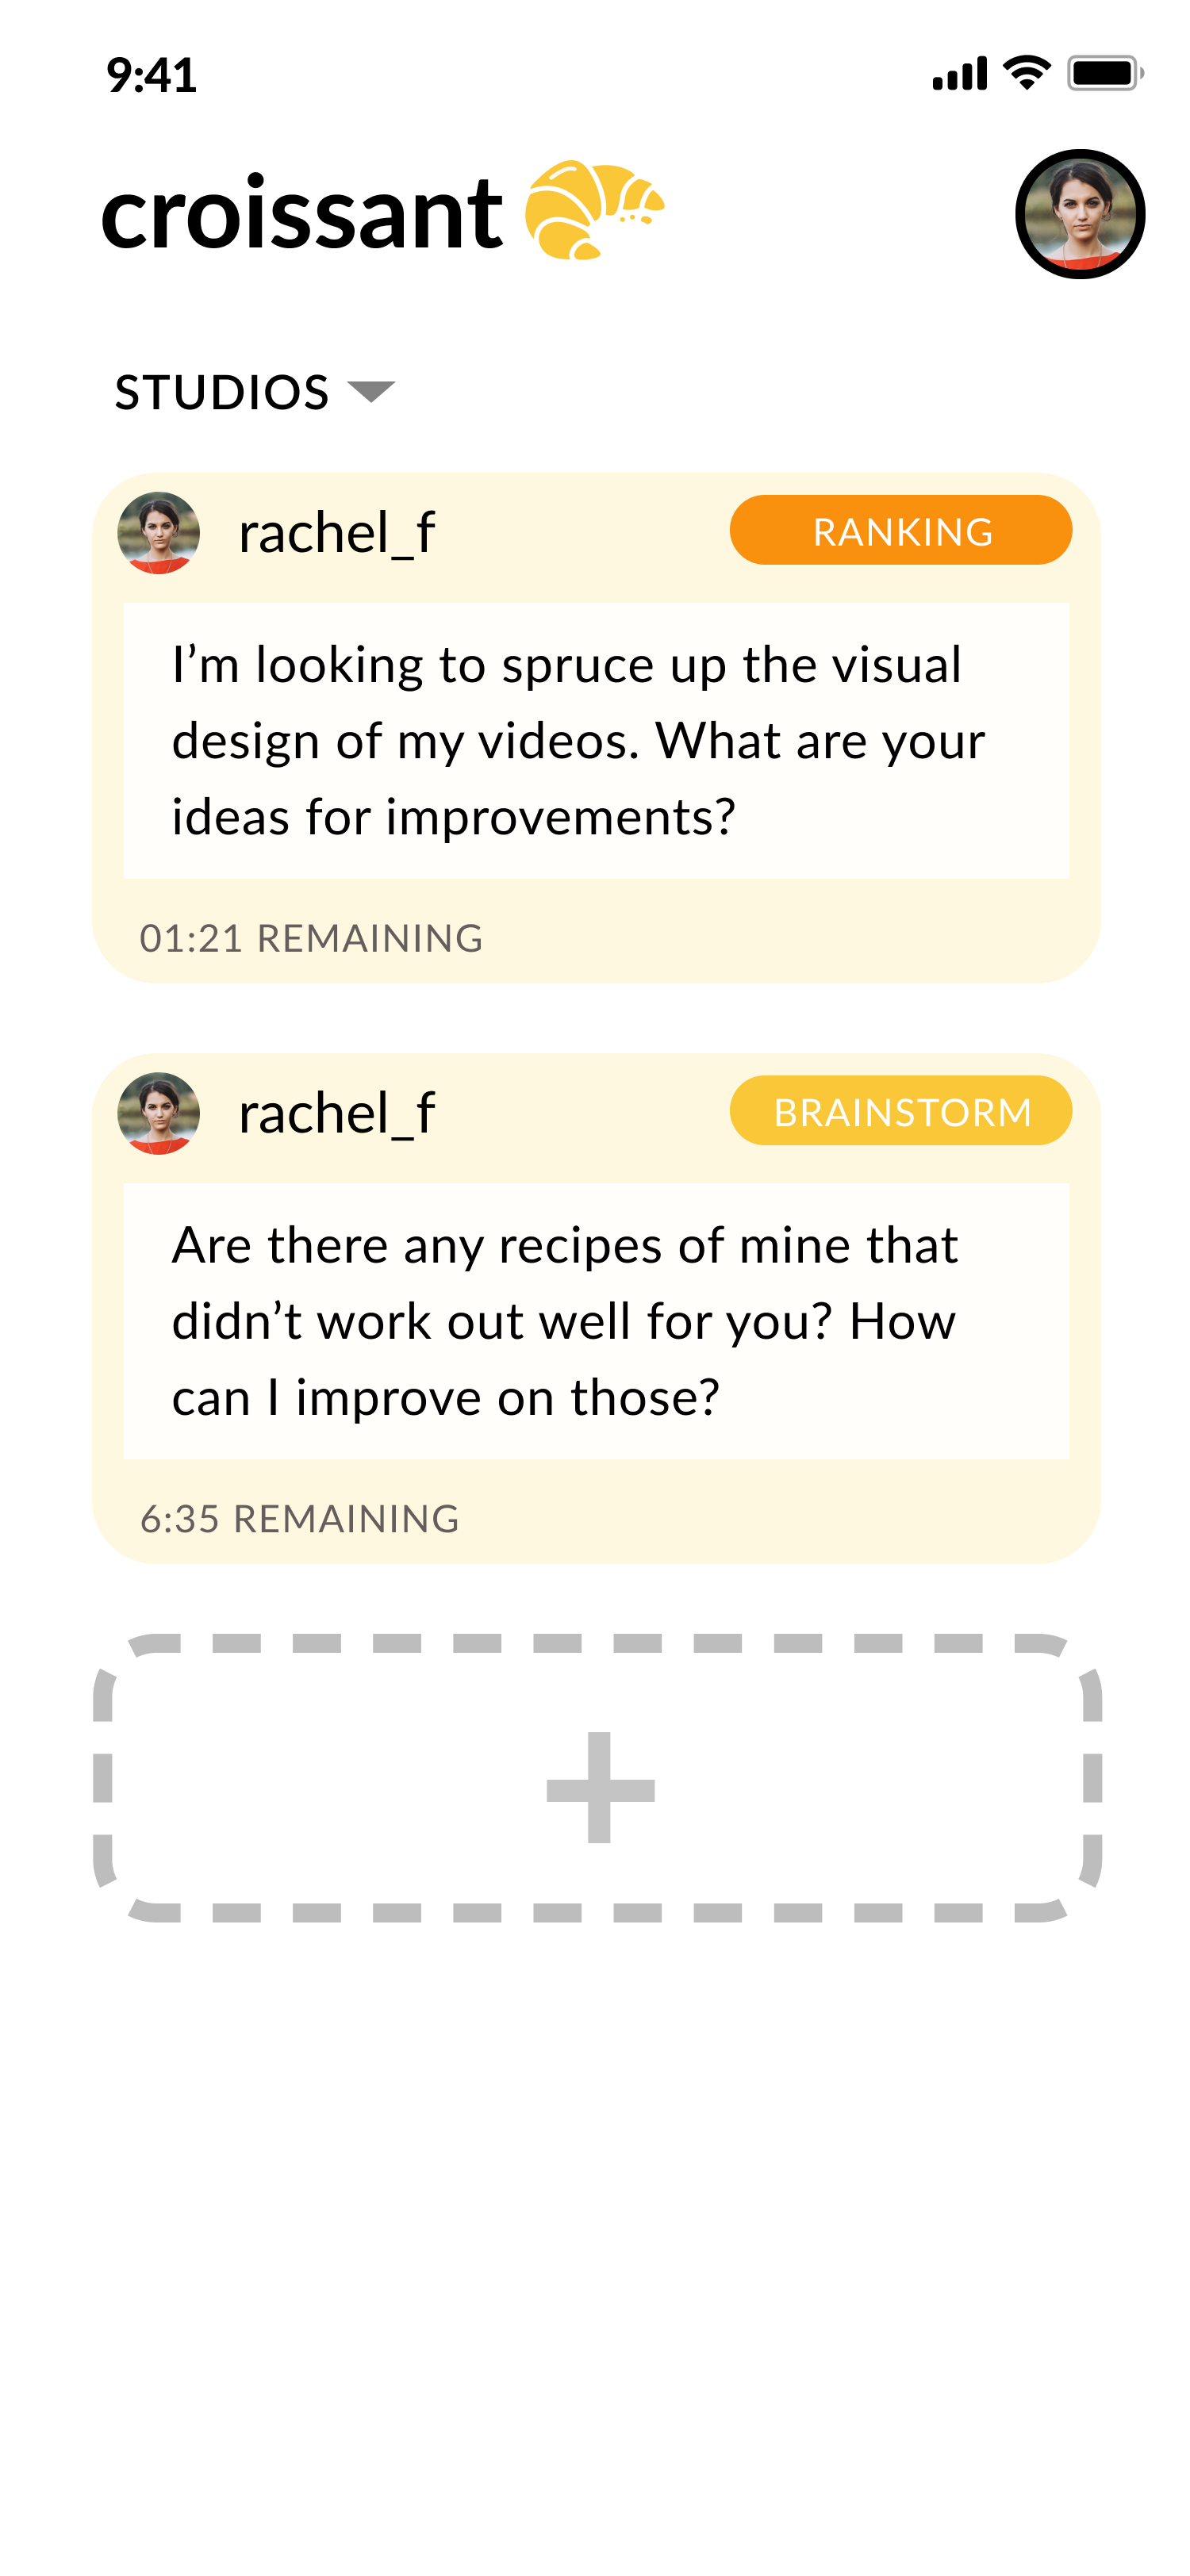 9:41
croissant
STUDIOS
rachel_f
RANKING
I’m looking to spruce up the visual
design of my videos. What are your
ideas for improvements?
01:21 REMAINING
rachel_f
BRAINSTORM
Are there any recipes of mine that
didn’t work out well for you? How
can I improve on those?
6:35 REMAINING